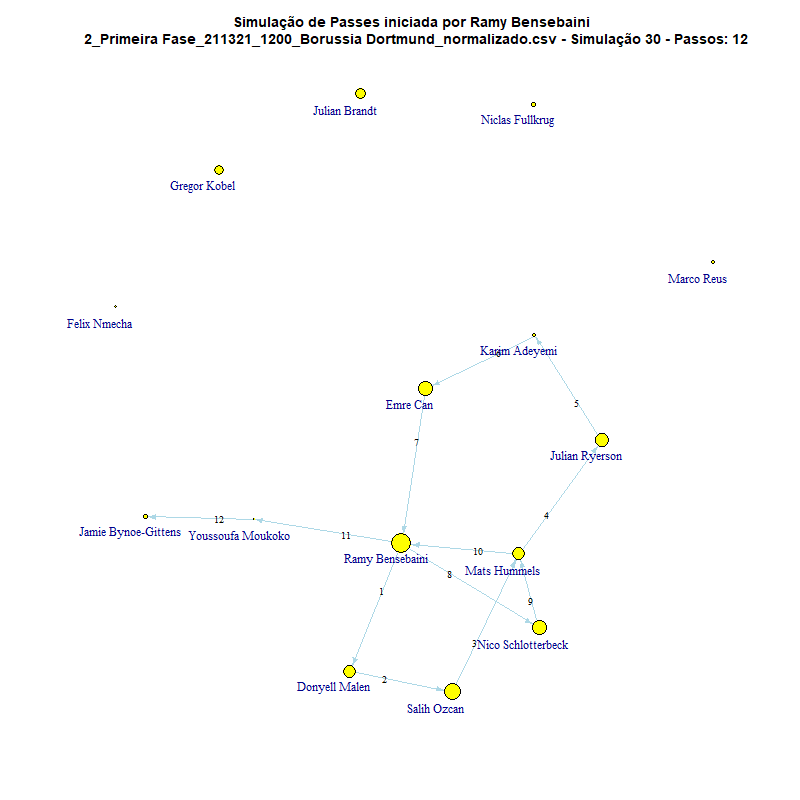 Simulação de Passes iniciada por Ramy Bensebaini
2_Primeira Fase_211321_1200_Borussia Dortmund_normalizado.csv - Simulação 30 - Passos: 12
Julian Brandt
Niclas Fullkrug
Gregor Kobel
Marco Reus
Felix Nmecha
Karim Adeyemi
6
Emre Can
5
7
Julian Ryerson
4
12
Jamie Bynoe-Gittens
Youssoufa Moukoko
11
10
Ramy Bensebaini
Mats Hummels
8
1
9
3
Nico Schlotterbeck
2
Donyell Malen
Salih Ozcan